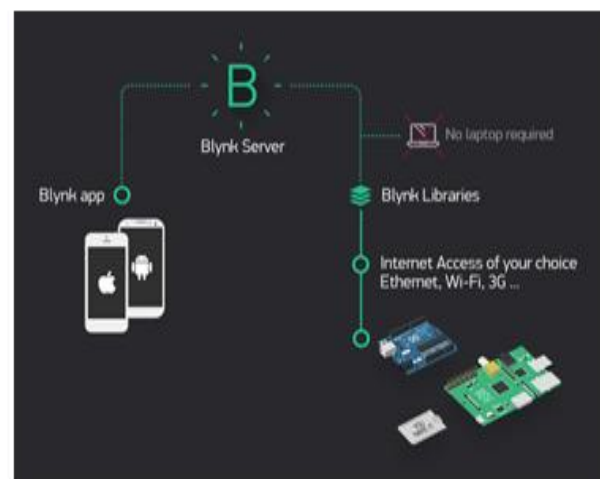 B
Blynk Server
No laptop required
Blynk app
Blynk Libraries
Internet Access of your choice
Ethernet, Wi-Fi, 3G ...